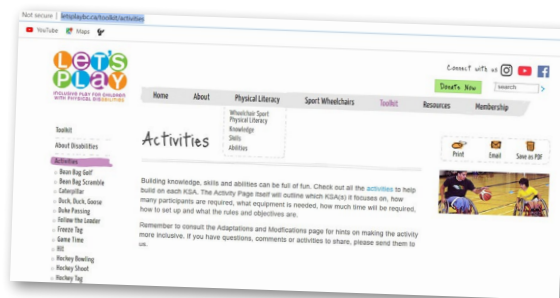 Not secure | letsplaybc.ca/toolkit/activities
YouTube Maps
LET'S PLAY
INCLUSIVE PLAY FOR CHILDREN
WITH PHYSICAL DISABILITIES
Connect with us
Donate Now search >
Home About Physical Literacy Sport Wheelchairs Toolkit Resources Membership
Wheelchair Sport
Physical Literacy
Knowledge
Skills
Abilities
Toolkit
About Disabilities
Activities
Bean Bag Golf
Bean Bag Scramble
Caterpillar
Duck, Duck, Goose
Duke Passing
Follow the Leader
Freeze Tag
Game Time
Hit
Hockey Bowling
Hockey Shoot
Hockey Tag
Activities
Print Email Save as PDF
Building knowledge, skills and abilities can be full of fun. Check out all the activities to help
build on each KSA. The Activity Page itself will outline which KSA(s) it focuses on, how
many participants are required, what equipment is needed, how much time will be required,
how to set up and what the rules and objectives are.
Remember to consult the Adaptations and Modfications page for hints on making the activity
more inclusive. If you have questions, comments or activities to share, please send them to
us.